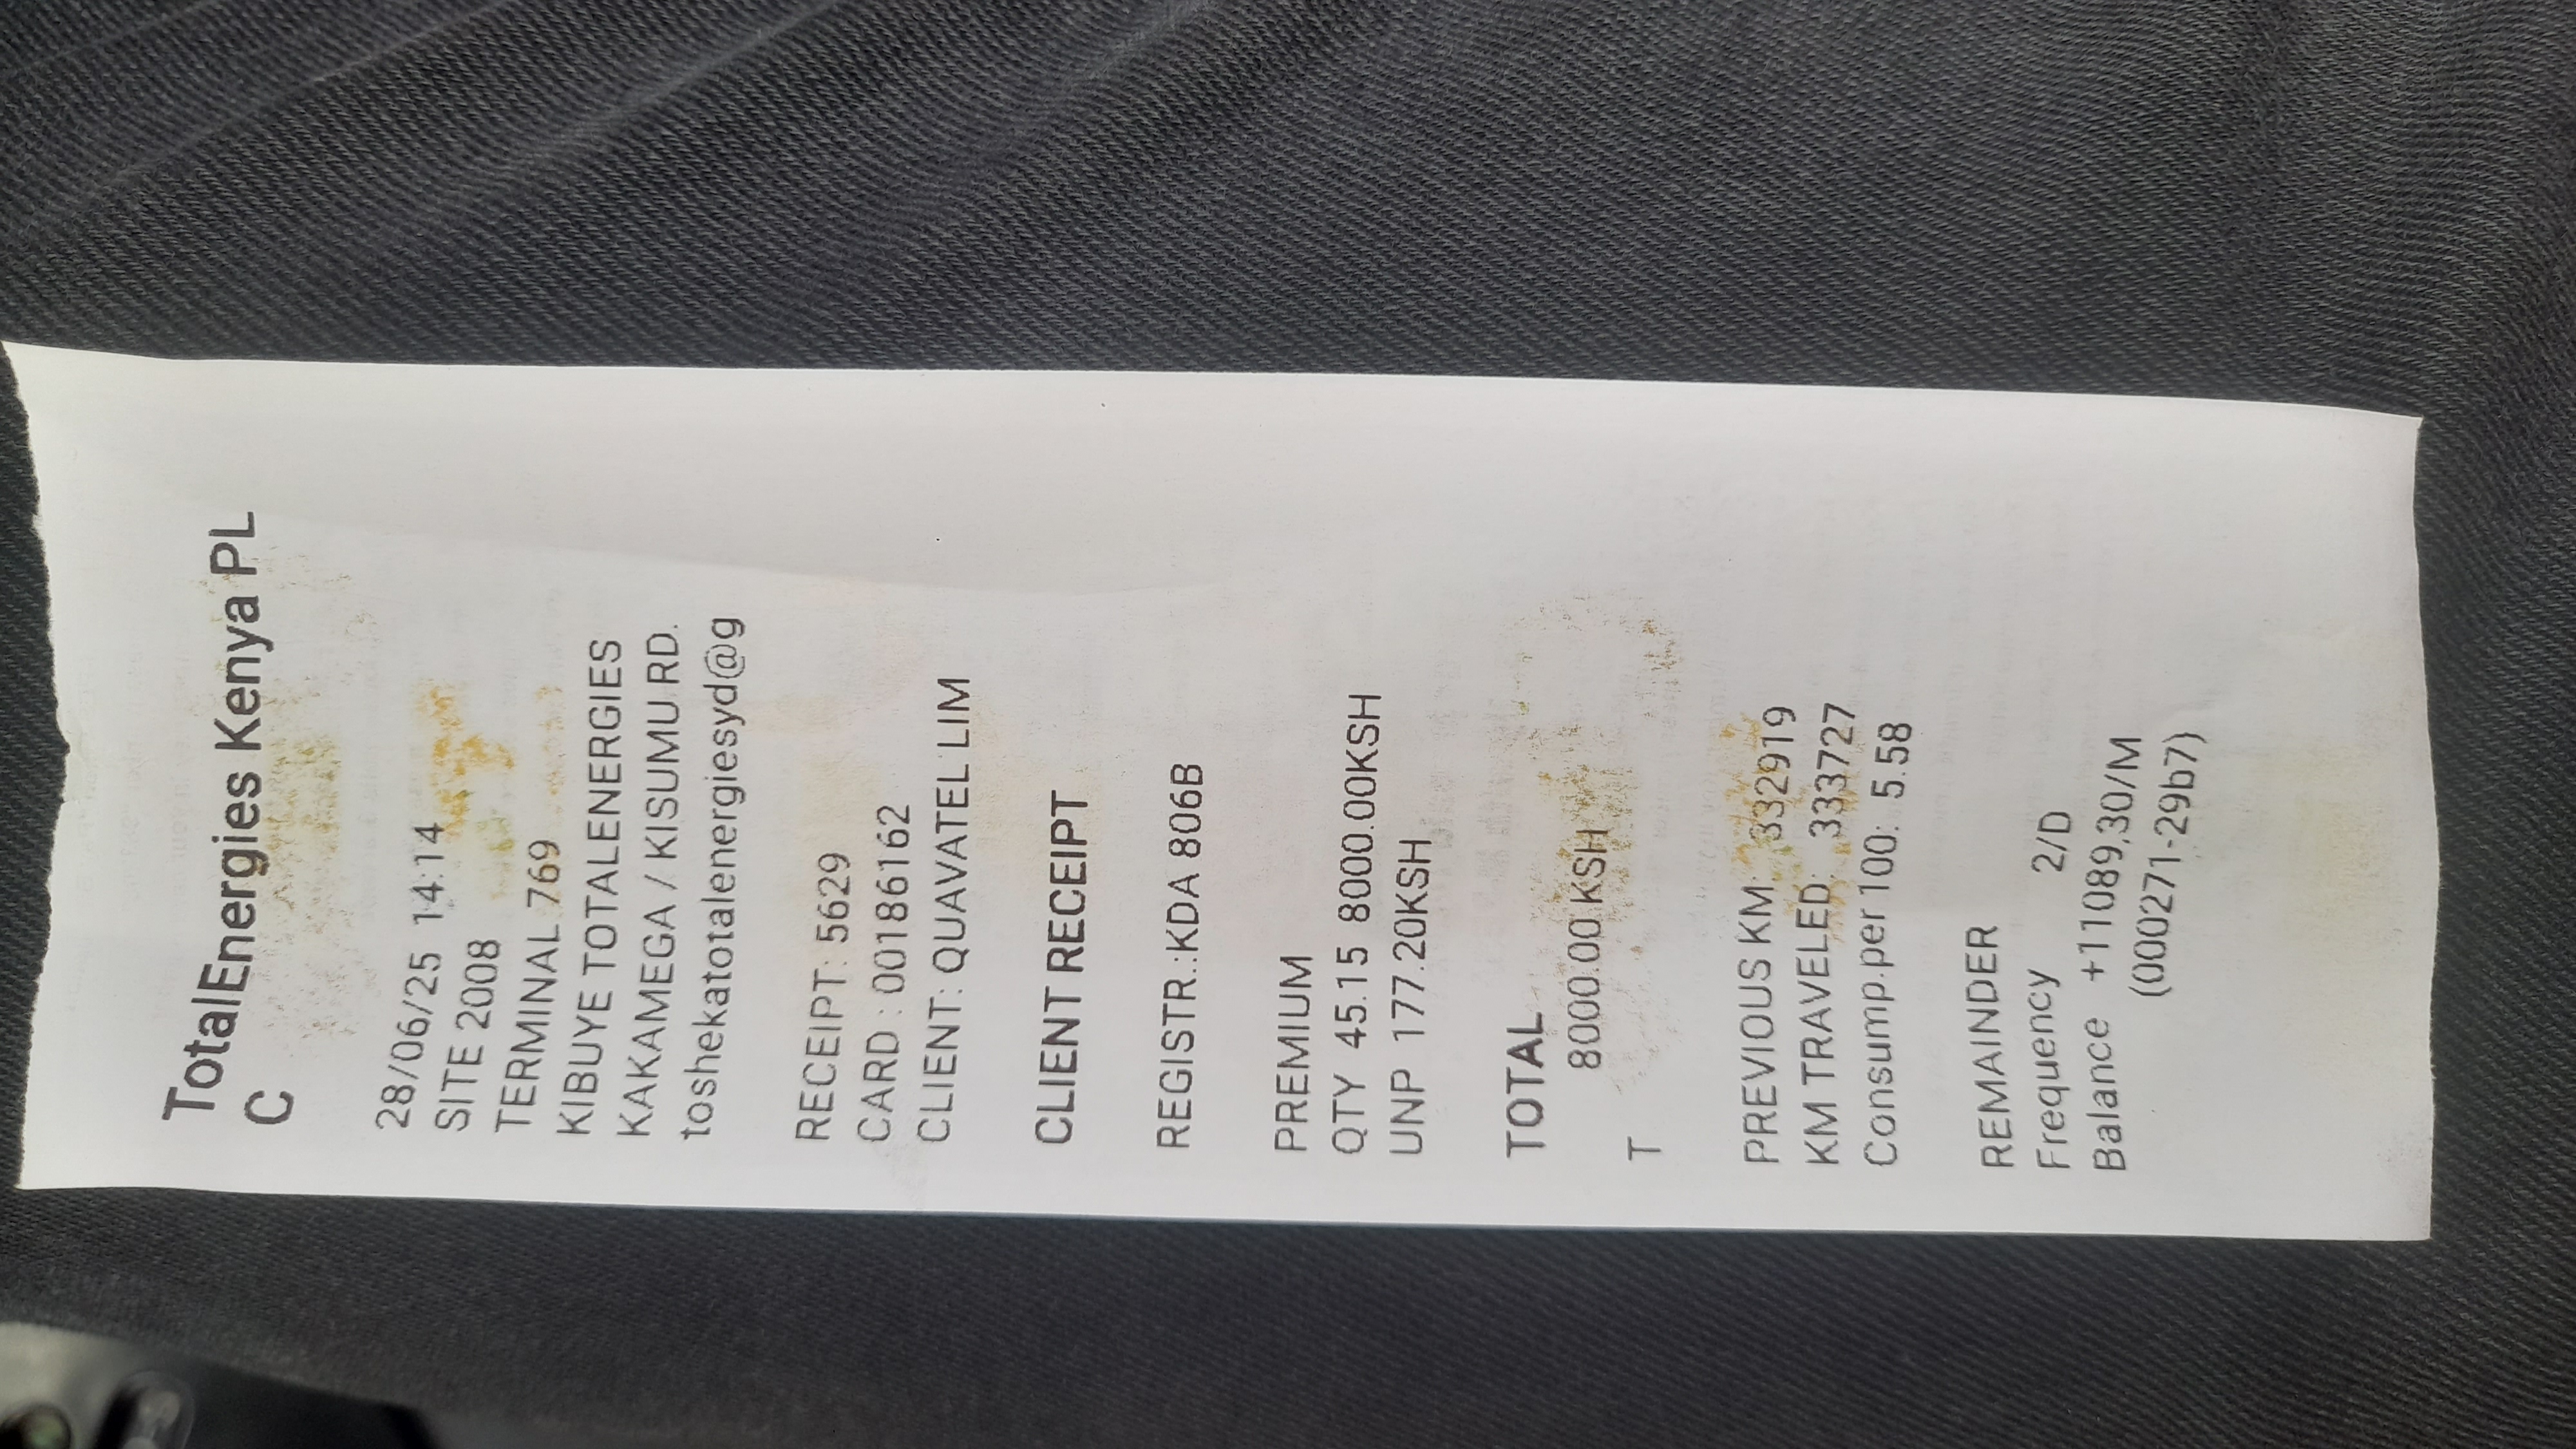 TotalEnergies Kenya PL
C
28/06/25 14:14
SITE 2008
TERMINAL 769
KIBUYE TOTALENERGIES
KAKAMEGA / KISUMU RD.
toshekatotalenergiesyd@g
RECEIPT: 5629
CARD : 00186162
CLIENT: QUAVATEL LIM
CLIENT RECEIPT
REGISTR.:KDA 806B
PREMIUM
QTY 45.15 8000.00KSH
UNP 177.20KSH
TOTAL
8000.00 KSH
T
PREVIOUS KM: 332919
KM TRAVELED: 333727
Consump.per 100: 5.58
REMAINDER
Frequency 2/D
Balance +11089,30/M
(000271-29b7)